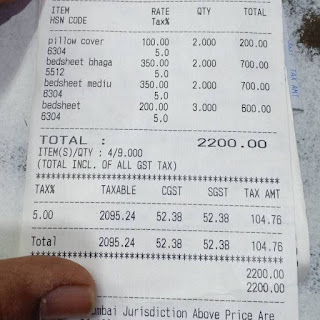 ITEM RATE QTY TOTAL
HSN CODE Tax%
pillow cover 100.00 2.000 200.00
6304 5.0
bedsheet bhaga 350.00 2.000 700.00
5512 5.0
bedsheet mediu 350.00 2.000 700.00
6304 5.0
bedsheet 200.00 3.000 600.00
6304 5.0
TOTAL : 2200.00
ITEM(S)/QTY : 4/9.000
(TOTAL INCL. OF ALL GST TAX)
TAX% TAXABLE CGST SGST TAX AMT
5.00 2095.24 52.38 52.38 104.76
Total 2095.24 52.38 52.38 104.76
2200.00
2200.00
Jurisdiction Above Price Are
TAX AMT